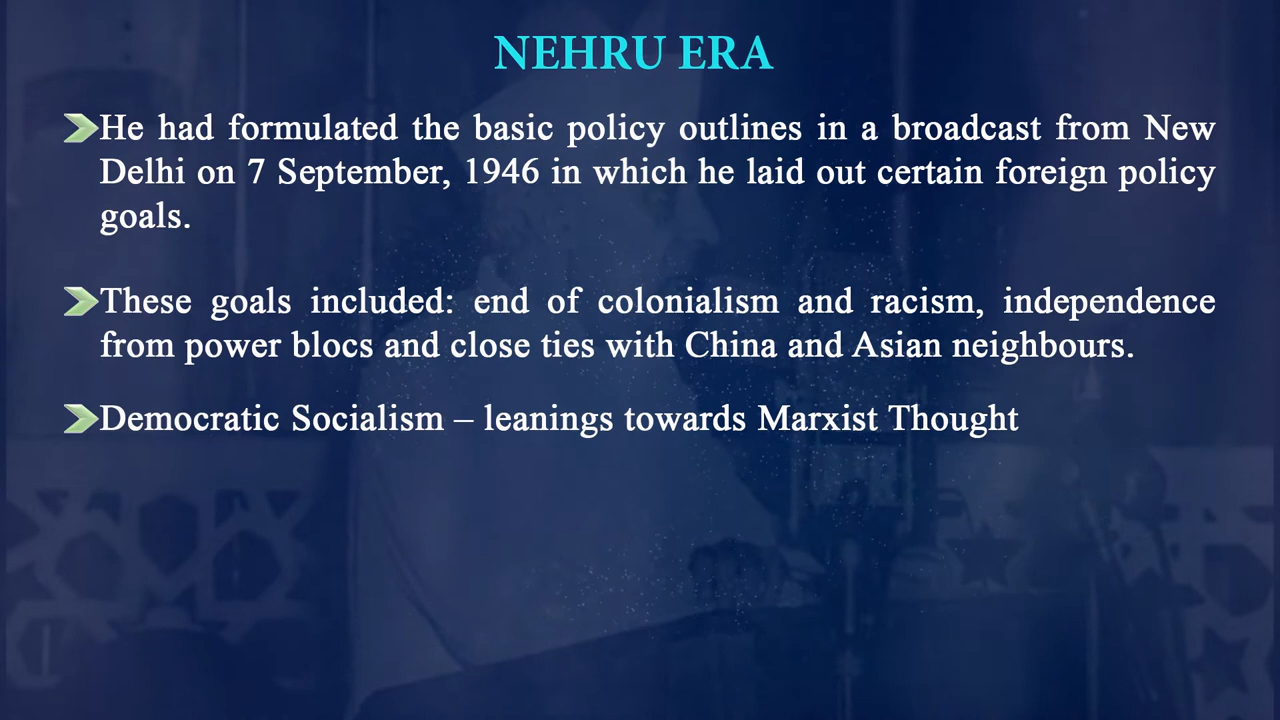 NEHRU ERA
He had formulated the basic policy outlines in a broadcast from New
Delhi on 7 September, 1946 in which he laid out certain foreign policy
goals.
These goals included: end of colonialism and racism, independence
from power blocs and close ties with China and Asian neighbours.
Democratic Socialism – leanings towards Marxist Thought